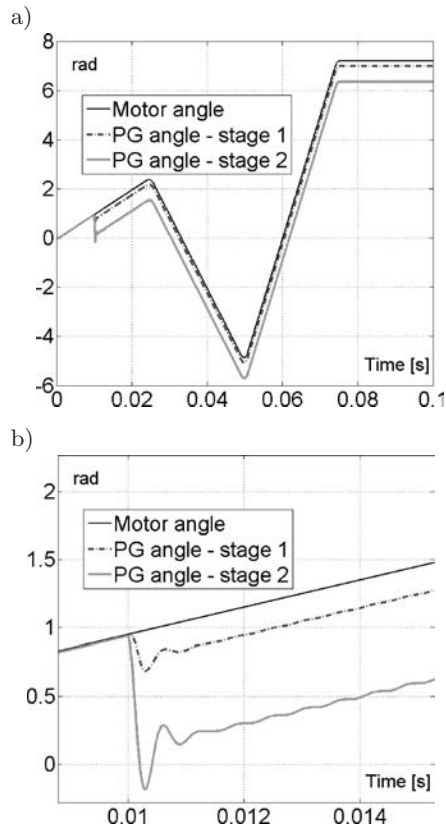 a)
8
rad
6
Motor angle
PG angle - stage 1
PG angle - stage 2
4
2
0
-2
-4
Time [s]
-6
0 0.02 0.04 0.06 0.08 0.1
b)
2
rad
Motor angle
PG angle - stage 1
PG angle - stage 2
1.5
1
0.5
0
Time [s]
0.01 0.012 0.014